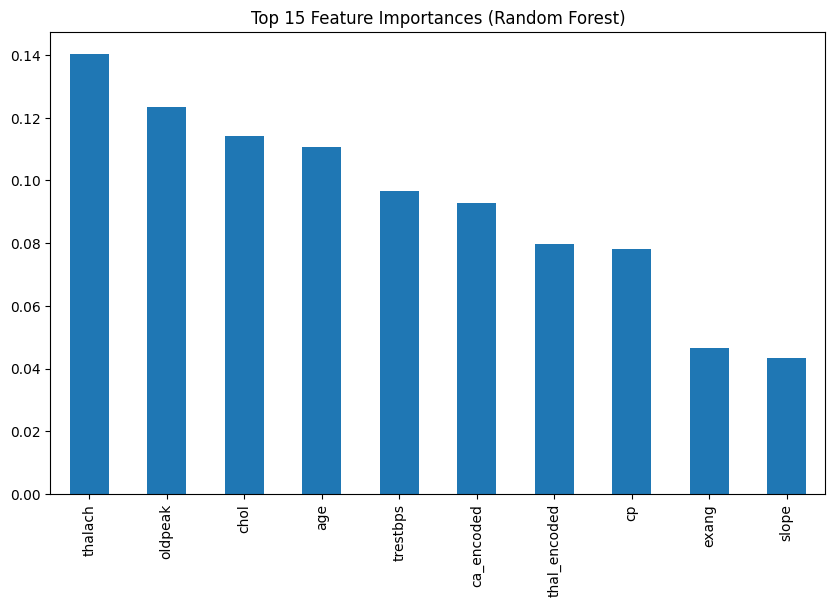 Top 15 Feature Importances (Random Forest)
0.14
0.12
0.10
0.08
0.06
0.04
0.02
0.00
thalach
oldpeak
chol
age
trestbps
ca_encoded
thal_encoded
cp
exang
slope